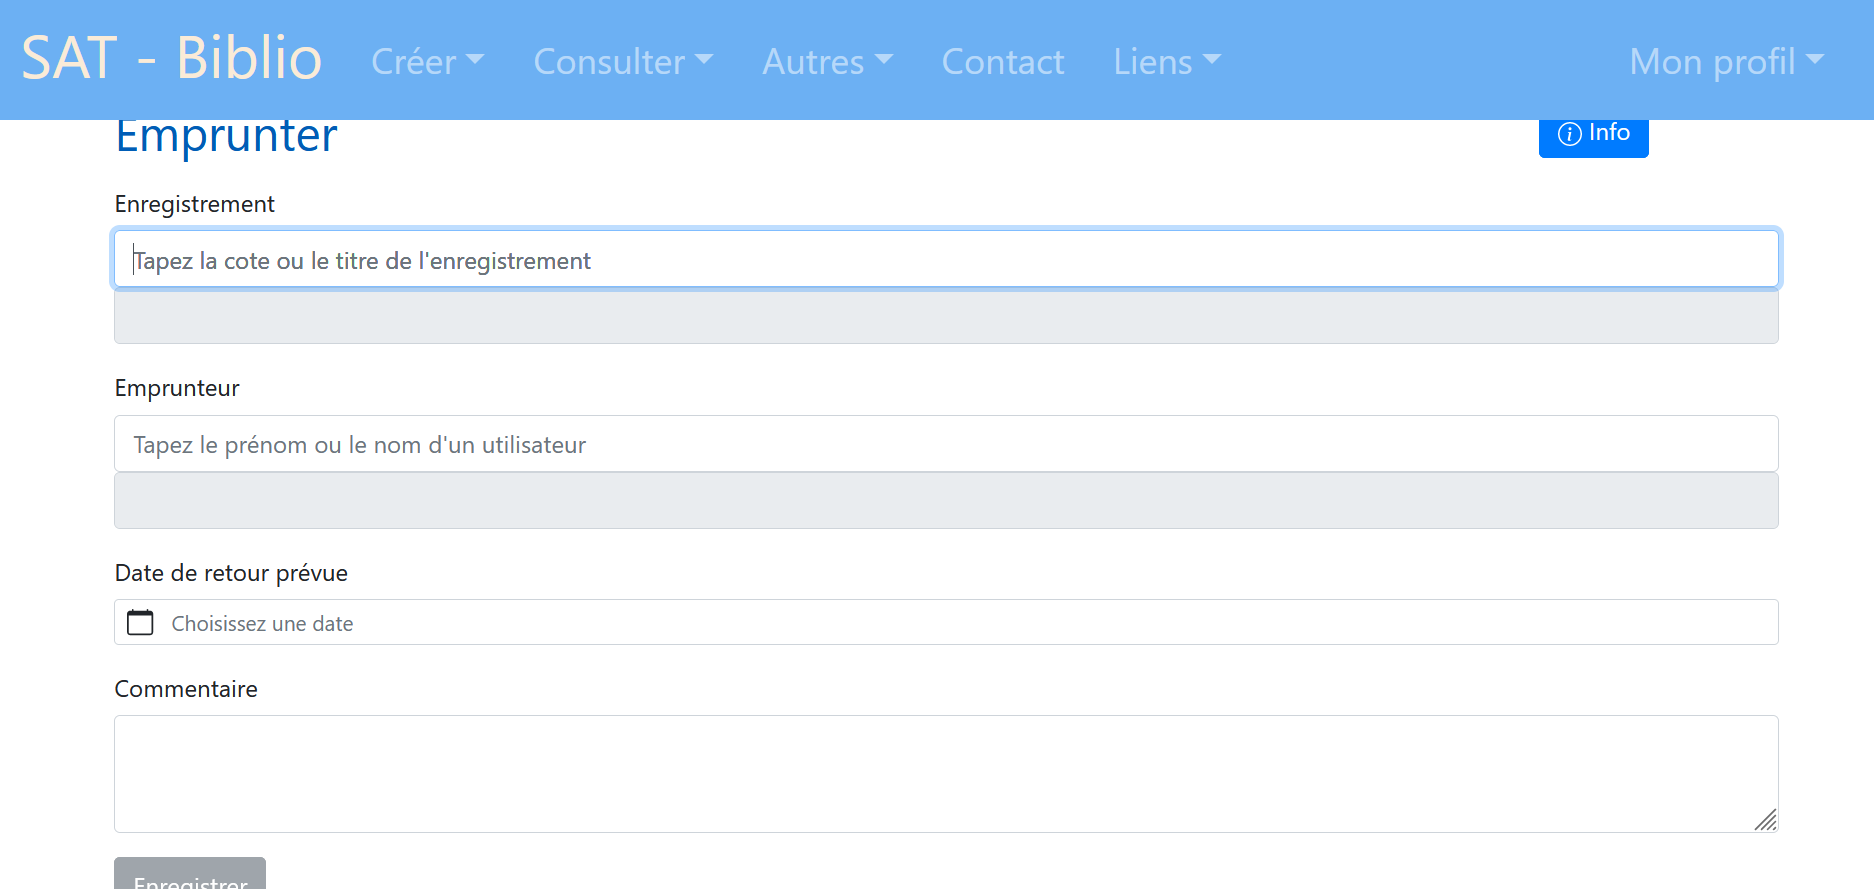 SAT - Biblio Créer Consulter Autres Contact Liens Mon profil
Emprunter Info
Enregistrement
Tapez la cote ou le titre de l'enregistrement
Emprunteur
Tapez le prénom ou le nom d'un utilisateur
Date de retour prévue
Choisissez une date
Commentaire
Enregistrer